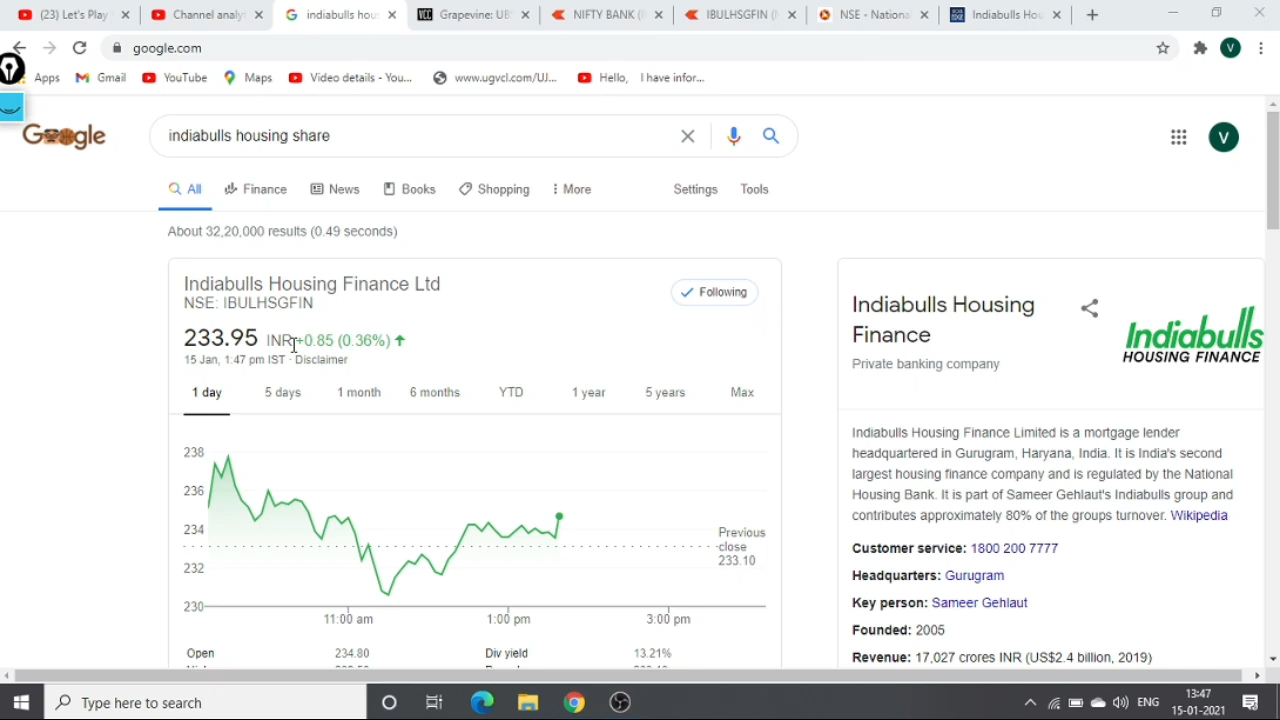 (23) Let's Play
Channel analy
indiabulls hous
Grapevine: UB
NIFTY BANK (
IBULHSGFIN (
NSE - Nationa
Indiabulls Hou
google.com
V
Apps
Gmail
YouTube
Maps
Video details - You...
www.ugvcl.com/UJ...
Hello, I have infor...
Google
indiabulls housing share
V
All
Finance
News
Books
Shopping
More
Settings
Tools
About 32,20,000 results (0.49 seconds)
Indiabulls Housing Finance Ltd
NSE: IBULHSGFIN
Following
233.95 INR +0.85 (0.36%)
15 Jan, 1:47 pm IST · Disclaimer
1 day
5 days
1 month
6 months
YTD
1 year
5 years
Max
238
236
234
232
230
Previous
close
233.10
11:00 am
1:00 pm
3:00 pm
Open 234.80
Div yield 13.21%
Indiabulls Housing
Finance
Private banking company
Indiabulls
HOUSING FINANCE
Indiabulls Housing Finance Limited is a mortgage lender
headquartered in Gurugram, Haryana, India. It is India's second
largest housing finance company and is regulated by the National
Housing Bank. It is part of Sameer Gehlaut's Indiabulls group and
contributes approximately 80% of the groups turnover. Wikipedia
Customer service: 1800 200 7777
Headquarters: Gurugram
Key person: Sameer Gehlaut
Founded: 2005
Revenue: 17,027 crores INR (US$2.4 billion, 2019)
Type here to search
ENG
13:47
15-01-2021